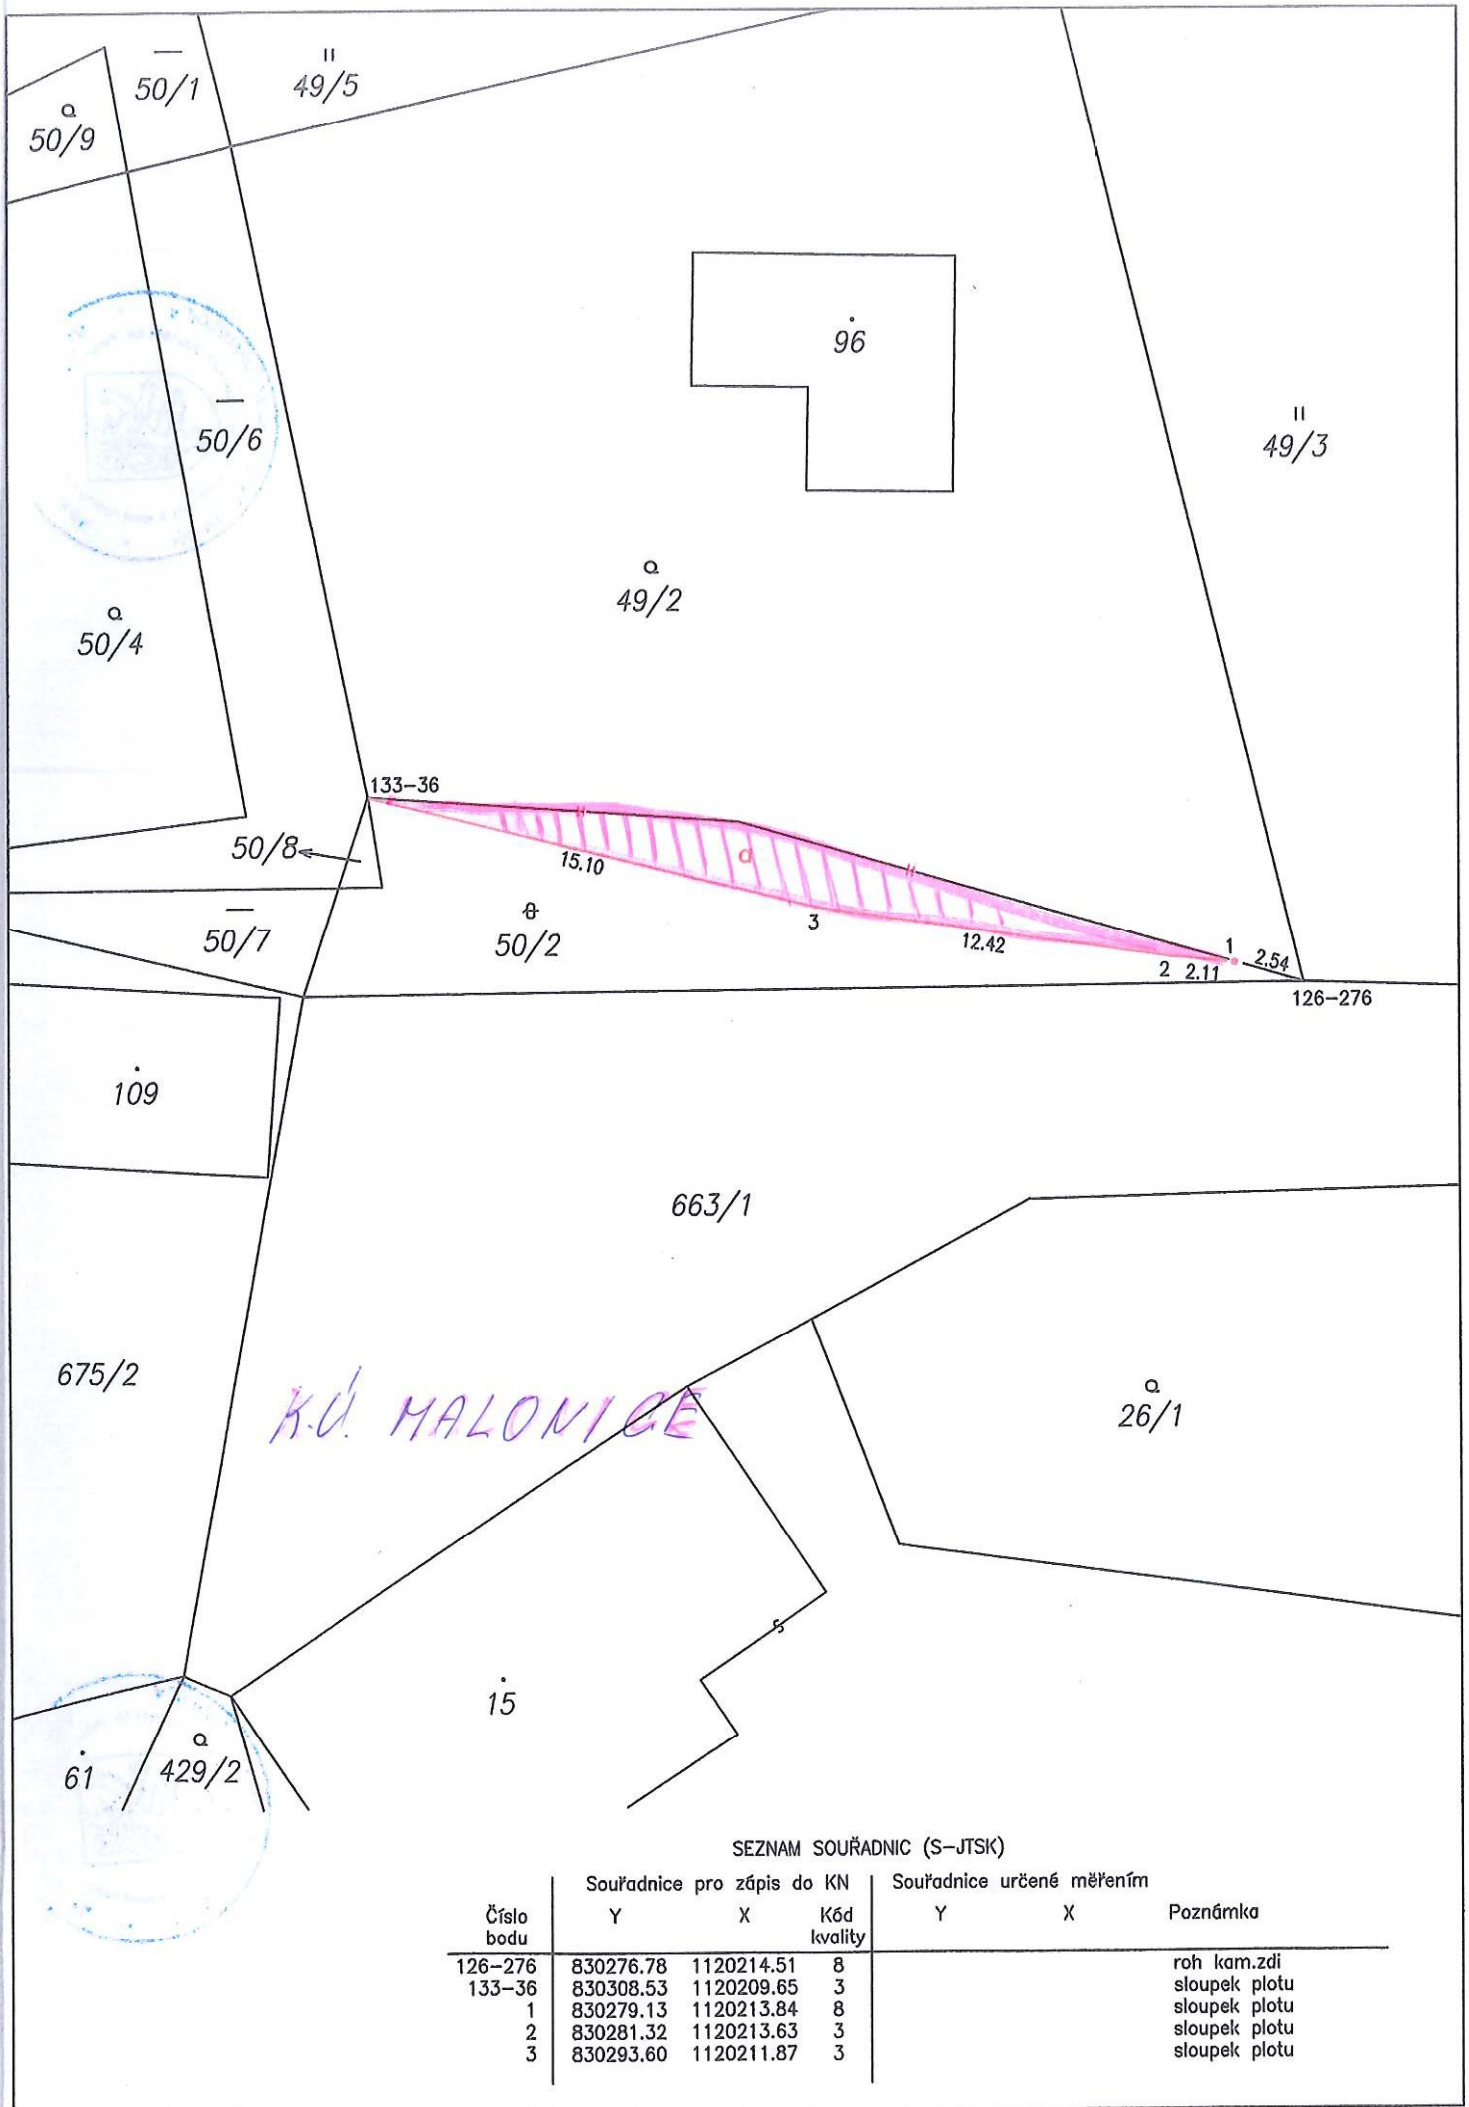 50/1
49/5
50/9
96
50/6
49/3
49/2
50/4
133-36
50/8
15.10
a
3
50/7
50/2
12.42
1
2.54
2
2.11
126-276
109
663/1
675/2
K.Ú. MALONICE
26/1
15
61
429/2
SEZNAM SOUŘADNIC (S-JTSK)
Souřadnice pro zápis do KN Souřadnice určené měřením
Číslo bodu Y X Kód kvality Y X Poznámka
126-276 830276.78 1120214.51 8 roh kam.zdi
133-36 830308.53 1120209.65 3 sloupek plotu
1 830279.13 1120213.84 8 sloupek plotu
2 830281.32 1120213.63 3 sloupek plotu
3 830293.60 1120211.87 3 sloupek plotu